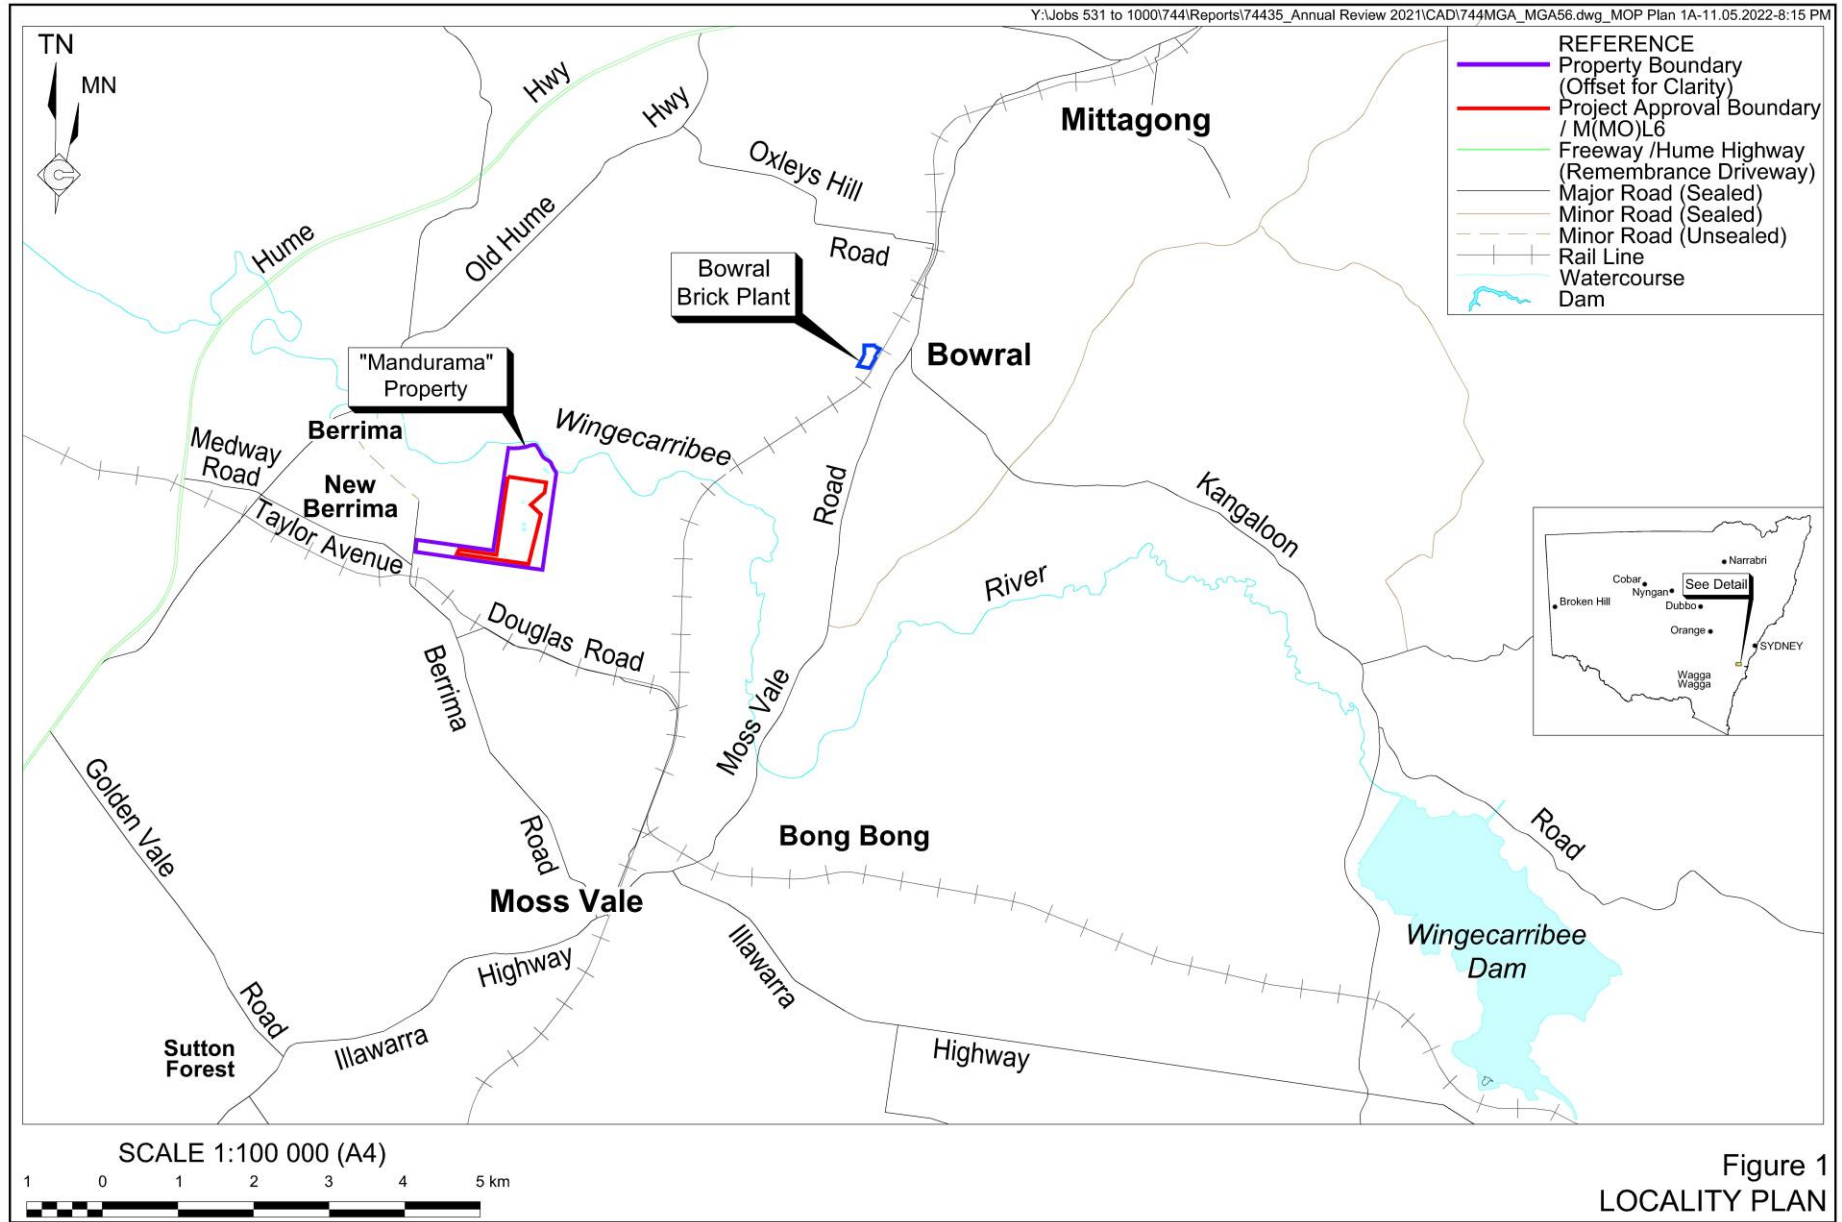 Y:\Jobs 531 to 1000\744\Reports\74435_Annual Review 2021\CAD\744MGA_MGA56.dwg_MOP Plan 1A-11.05.2022-8:15 PM
TN
MN
REFERENCE
Property Boundary
(Offset for Clarity)
Project Approval Boundary
/ M(MO)L6
Freeway /Hume Highway
(Remembrance Driveway)
Major Road (Sealed)
Minor Road (Sealed)
Minor Road (Unsealed)
Rail Line
Watercourse
Dam
Hwy
Hwy
Mittagong
Oxleys Hill
Road
Hume
Old Hume
Bowral
Brick Plant
Bowral
"Mandurama"
Property
Wingecarribee
Berrima
Medway
Road
New
Berrima
Taylor Avenue
Road
Kangaloon
River
Douglas Road
Berrima
Moss Vale
Narrabri
Cobar
Nyngan
See Detail
Broken Hill
Dubbo
Orange
SYDNEY
Wagga
Wagga
Golden Vale
Road
Bong Bong
Road
Moss Vale
Illawarra
Highway
Wingecarribee
Dam
Road
Sutton
Forest
Illawarra
Highway
SCALE 1:100 000 (A4)
1 0 1 2 3 4 5 km
Figure 1
LOCALITY PLAN